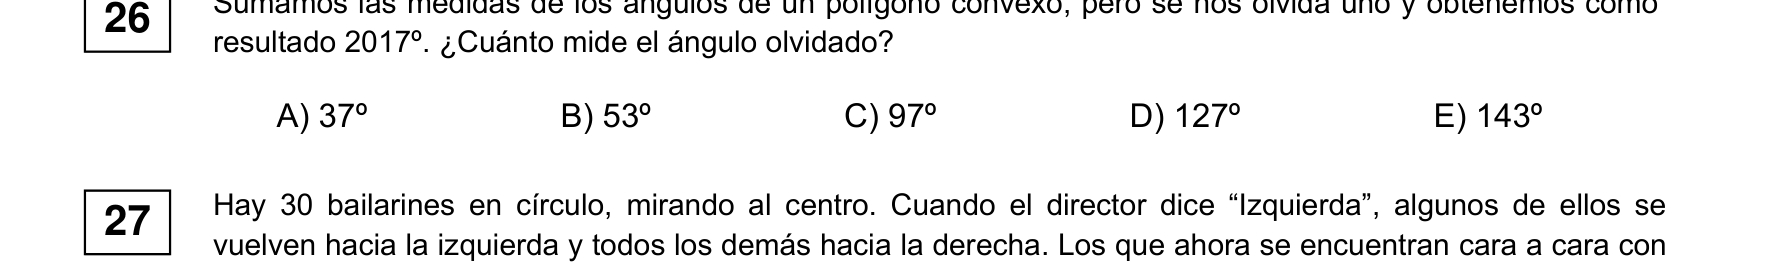 26
Sumamos las medidas de los ángulos de un polígono convexo, pero se nos olvida uno y obtenemos como
resultado 2017º. ¿Cuánto mide el ángulo olvidado?
A) 37º B) 53º C) 97º D) 127º E) 143º
27
Hay 30 bailarines en círculo, mirando al centro. Cuando el director dice “Izquierda”, algunos de ellos se
vuelven hacia la izquierda y todos los demás hacia la derecha. Los que ahora se encuentran cara a cara con